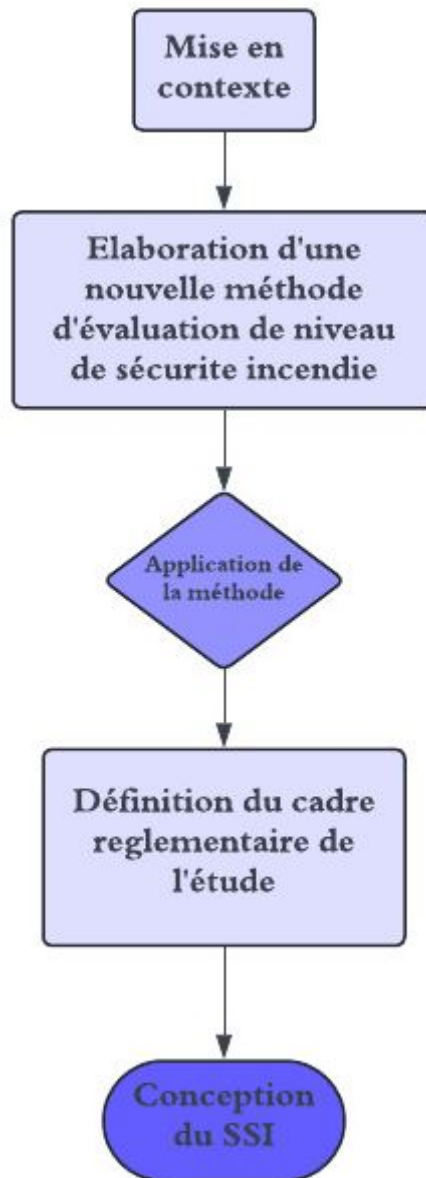 Mise en
contexte
Elaboration d'une
nouvelle méthode
d'évaluation de niveau
de sécurite incendie
Application de
la méthode
Définition du cadre
reglementaire de
l'étude
Conception
du SSI